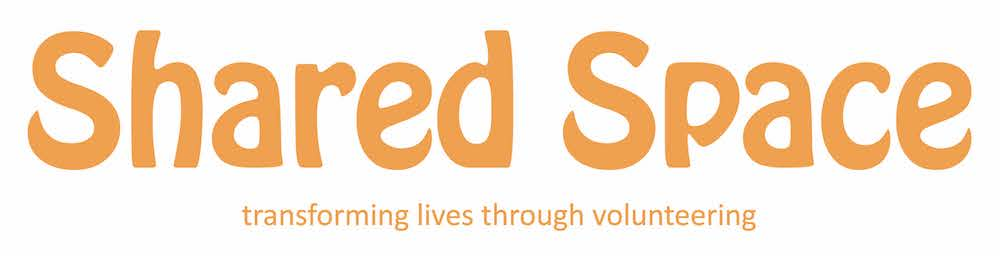 Shared Space
transforming lives through volunteering